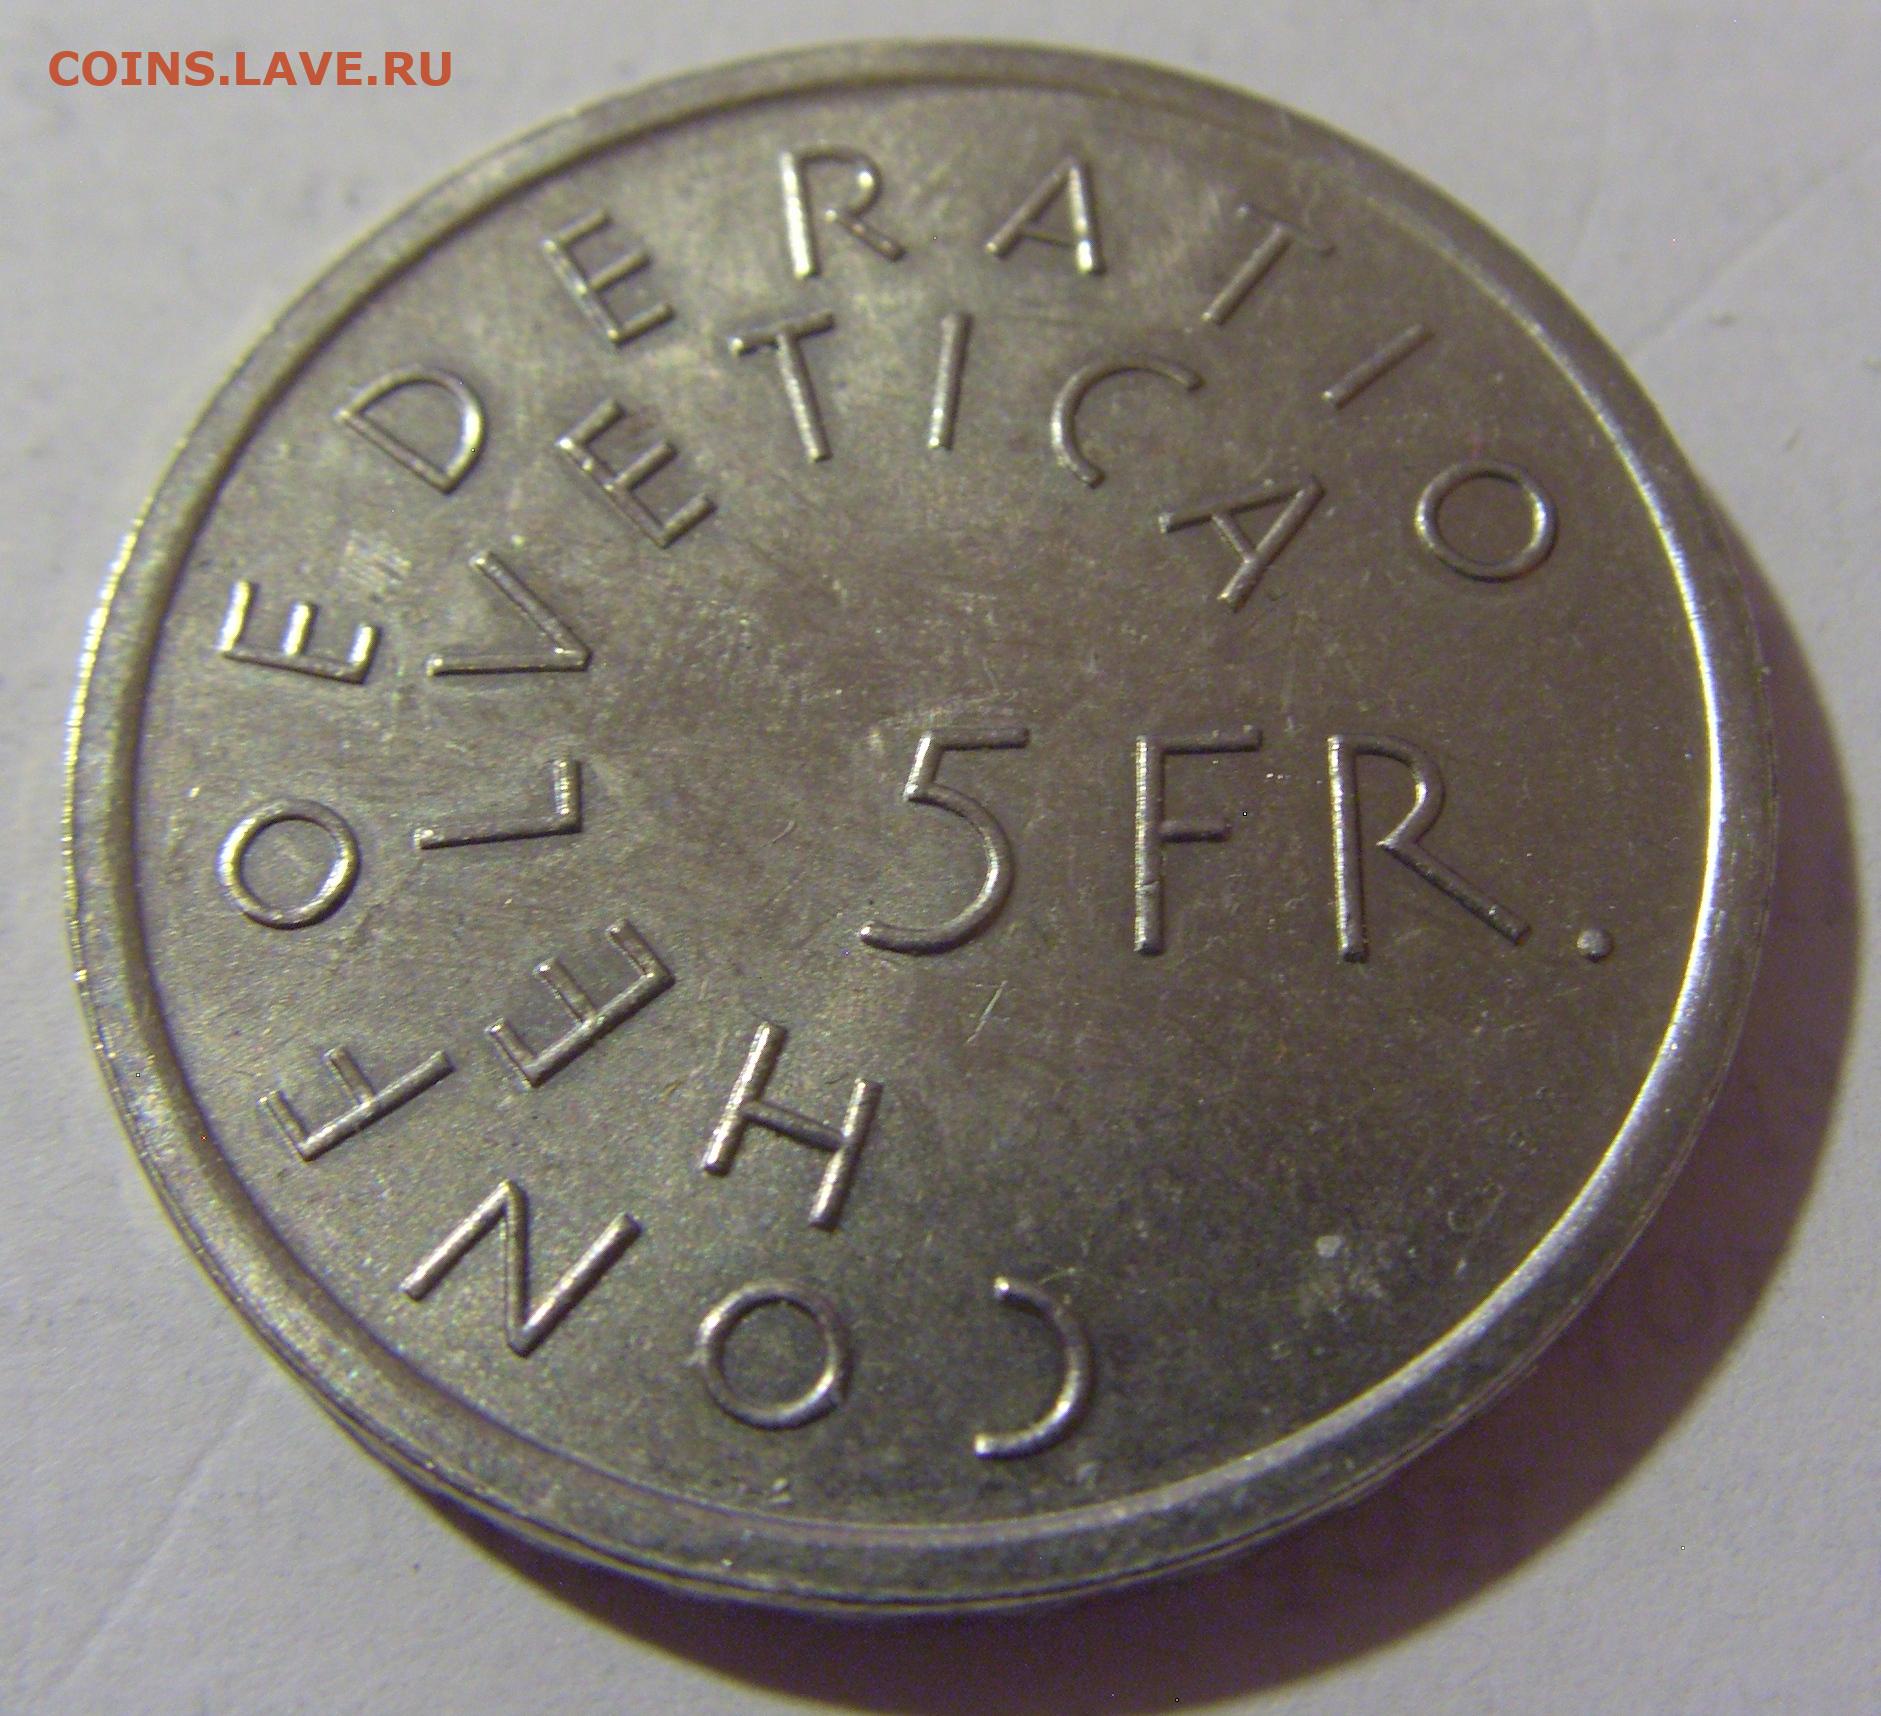 COINS.LAVE.RU
CONFOEDERATIO
HELVETICA
5 FR.